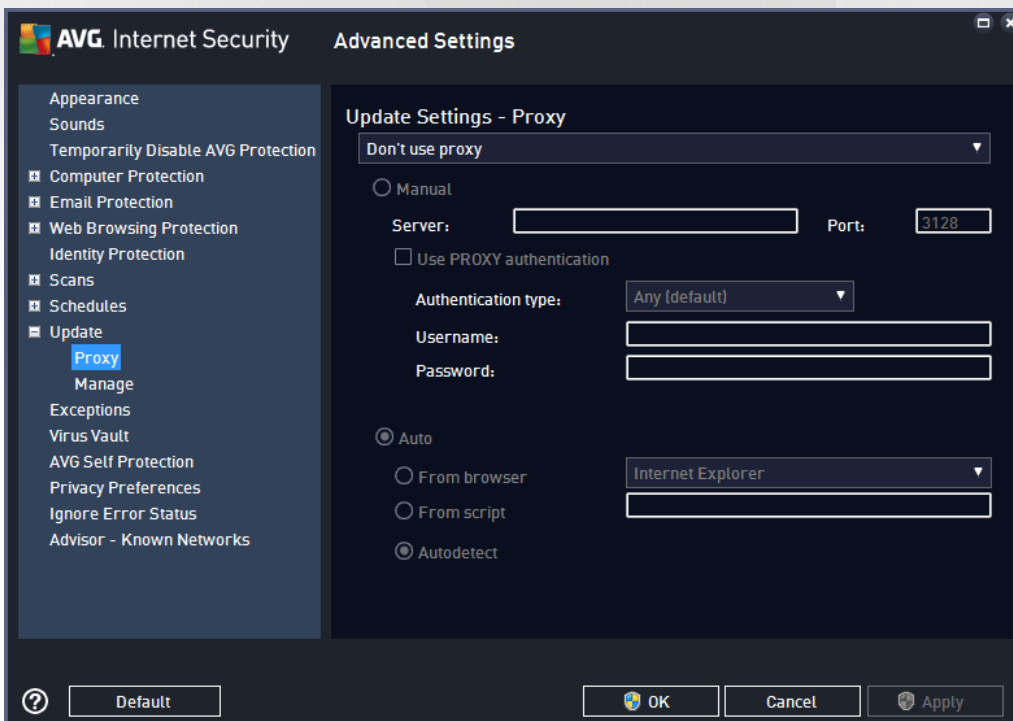 AVG. Internet Security
Advanced Settings
Appearance
Sounds
Temporarily Disable AVG Protection
Computer Protection
Email Protection
Web Browsing Protection
Identity Protection
Scans
Schedules
Update
Proxy
Manage
Exceptions
Virus Vault
AVG Self Protection
Privacy Preferences
Ignore Error Status
Advisor - Known Networks
Update Settings - Proxy
Don't use proxy
Manual
Server: Port: 3128
Use PROXY authentication
Authentication type: Any (default)
Username:
Password:
Auto
From browser Internet Explorer
From script
Autodetect
? Default OK Cancel Apply